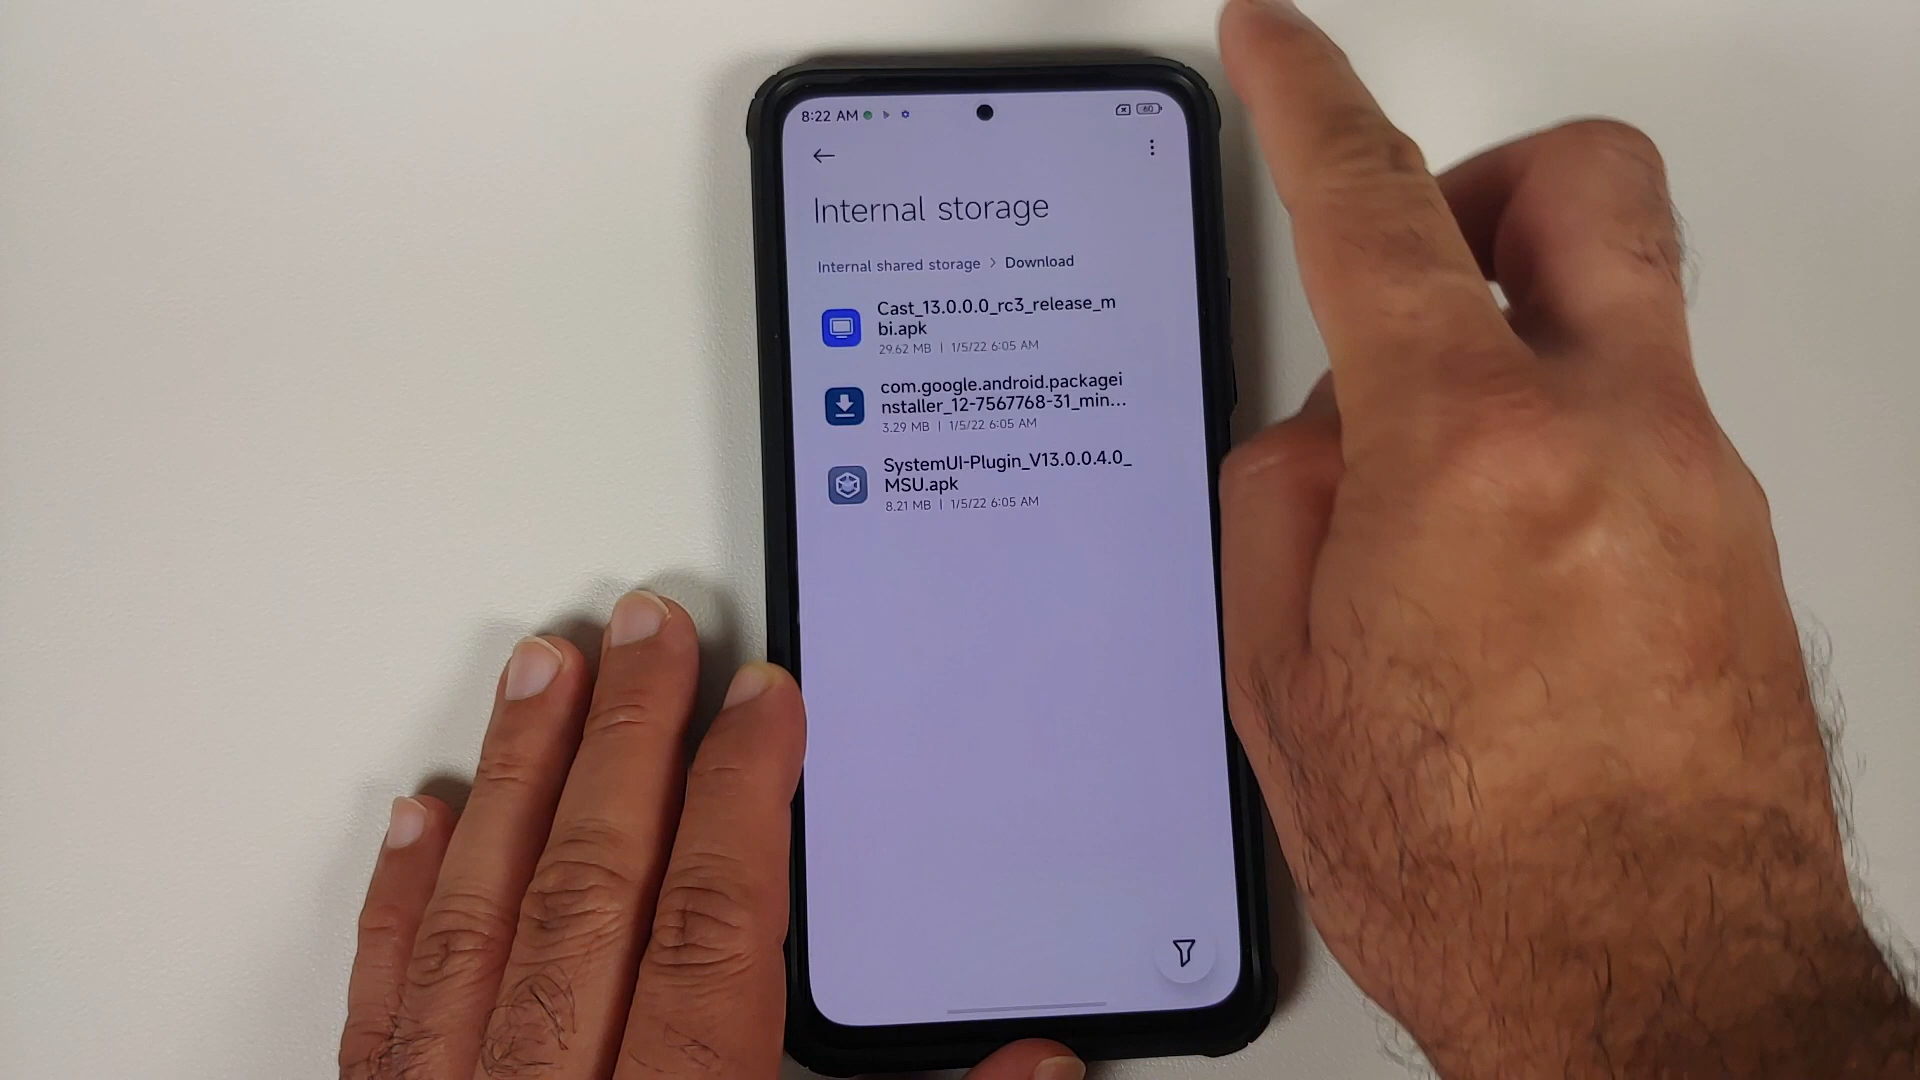 8:22 AM
60
Internal storage
Internal shared storage > Download
Cast_13.0.0.0_rc3_release_m
bi.apk
29.62 MB | 1/5/22 6:05 AM
com.google.android.packagei
nstaller_12-7567768-31_min...
3.29 MB | 1/5/22 6:05 AM
SystemUI-Plugin_V13.0.0.4.0_
MSU.apk
8.21 MB | 1/5/22 6:05 AM